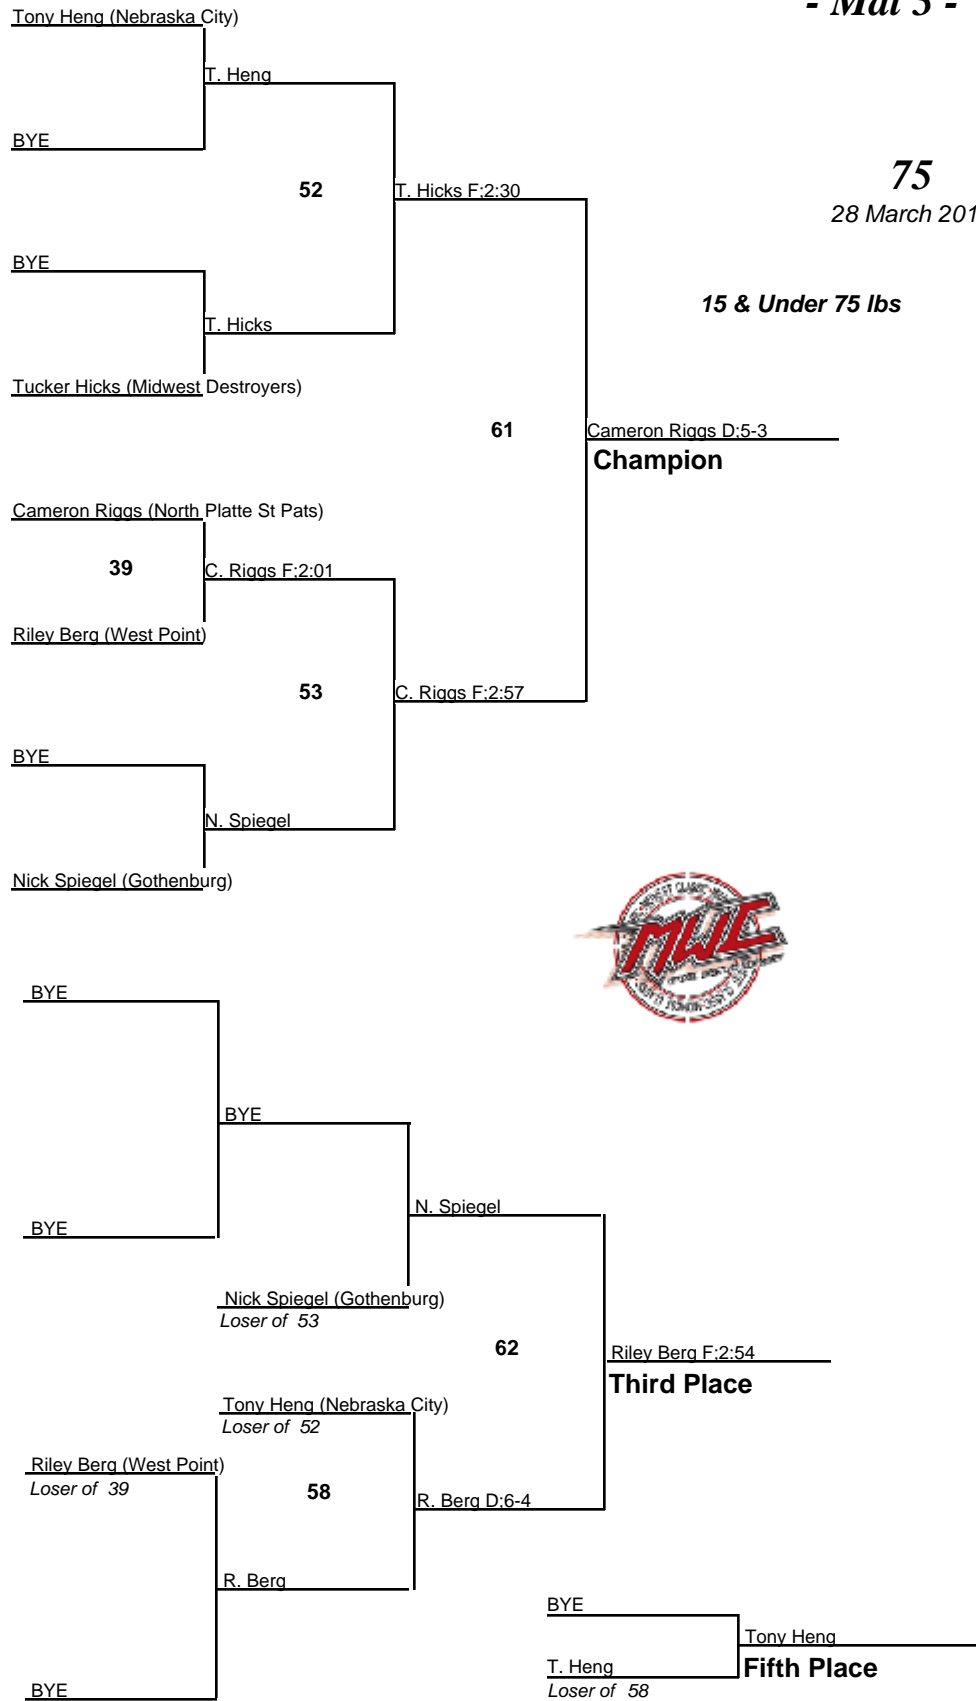 - Mat 5 -
75
28 March 201
15 & Under 75 lbs
Tony Heng (Nebraska City)
T. Heng
BYE
52
T. Hicks F;2:30
BYE
T. Hicks
Tucker Hicks (Midwest Destroyers)
61
Cameron Riggs D;5-3
Champion
Cameron Riggs (North Platte St Pats)
39
C. Riggs F;2:01
Riley Berg (West Point)
53
C. Riggs F;2:57
BYE
N. Spiegel
Nick Spiegel (Gothenburg)
MWC
BYE
BYE
BYE
N. Spiegel
Nick Spiegel (Gothenburg)
Loser of 53
62
Riley Berg F;2:54
Third Place
Tony Heng (Nebraska City)
Loser of 52
Riley Berg (West Point)
Loser of 39
58
R. Berg D;6-4
R. Berg
BYE
BYE
Tony Heng
T. Heng
Fifth Place
Loser of 58